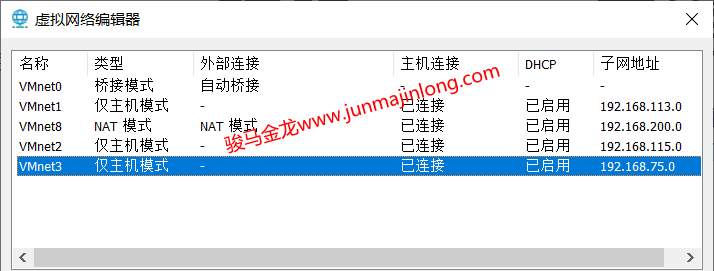 虚拟网络编辑器
名称 类型 外部连接 主机连接 DHCP 子网地址
VMnet0 桥接模式 自动桥接 - - -
VMnet1 仅主机模式 - 已连接 已启用 192.168.113.0
VMnet8 NAT 模式 NAT 模式 已连接 已启用 192.168.200.0
VMnet2 仅主机模式 - 已连接 已启用 192.168.115.0
VMnet3 仅主机模式 - 已连接 已启用 192.168.75.0
骏马金龙www.junmajinlong.com